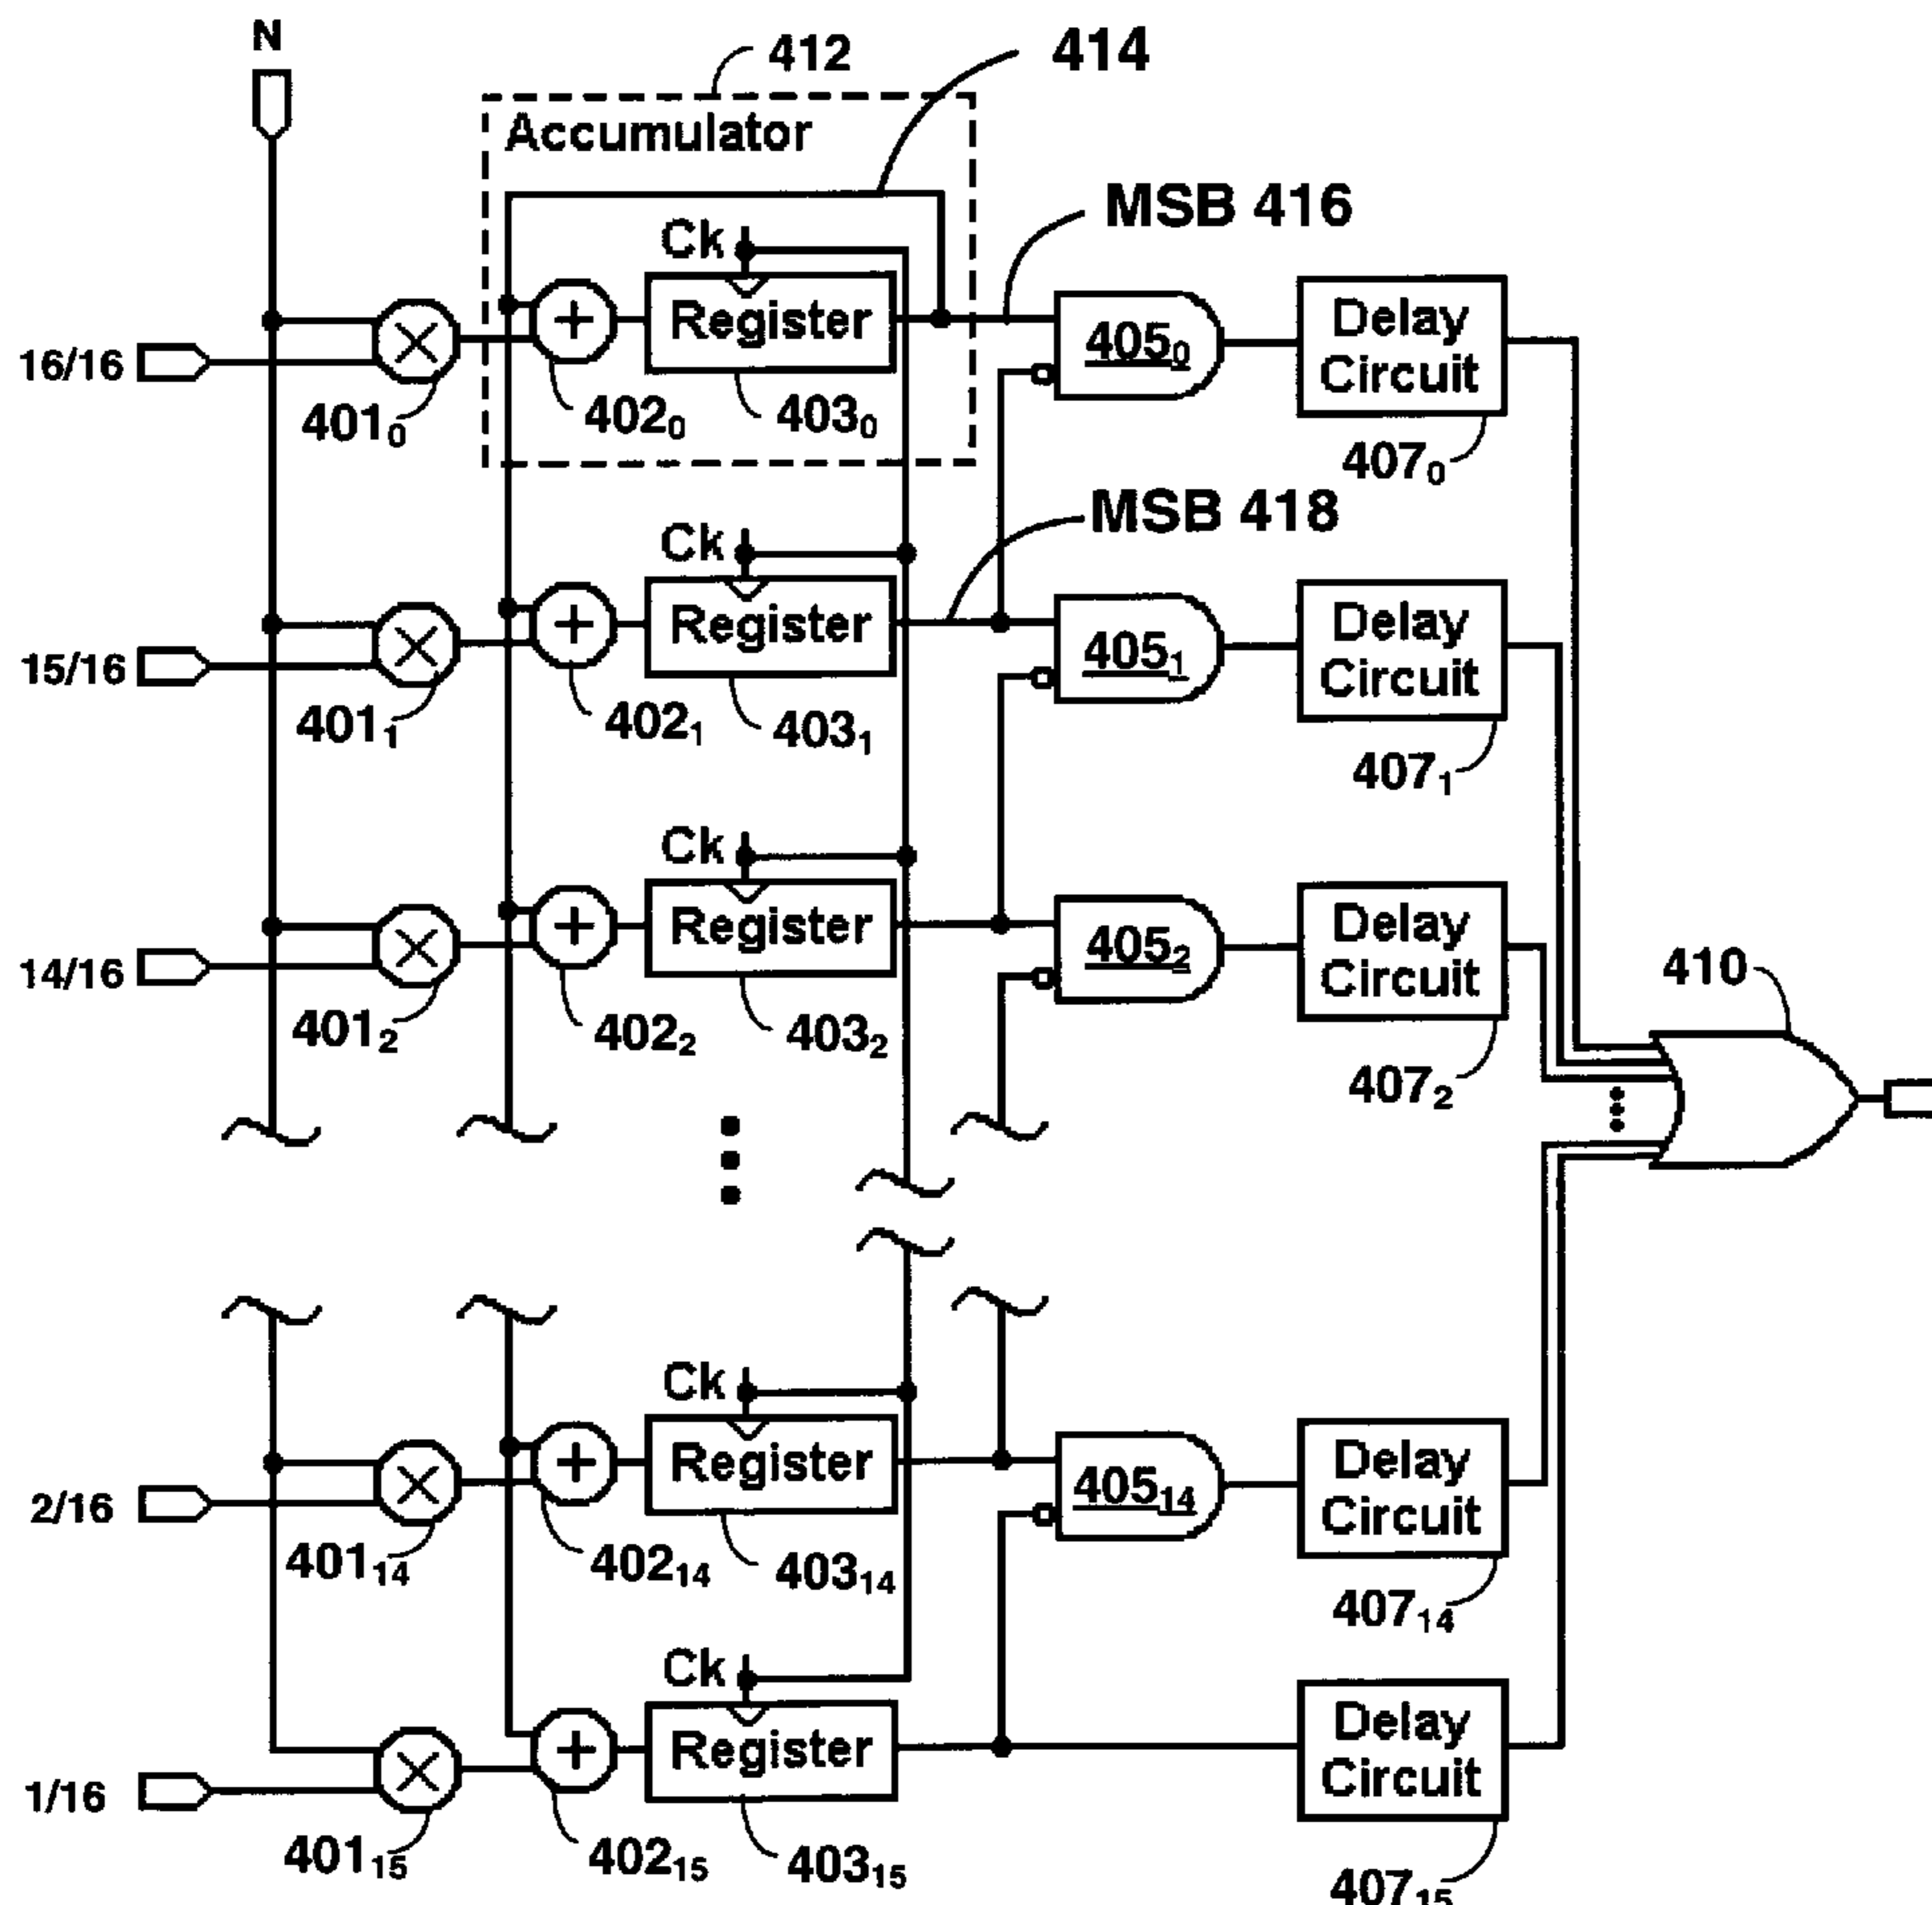 N
412
414
Accumulator
MSB 416
Ck
Register
405₀
Delay
Circuit
16/16
401₀
402₀
403₀
407₀
MSB 418
Ck
Register
405₁
Delay
Circuit
15/16
401₁
402₁
403₁
407₁
Ck
Register
405₂
Delay
Circuit
14/16
410
401₂
402₂
403₂
407₂
Ck
Register
405₁₄
Delay
Circuit
2/16
401₁₄
402₁₄
403₁₄
407₁₄
Ck
Register
Delay
Circuit
1/16
401₁₅
402₁₅
403₁₅
407₁₅